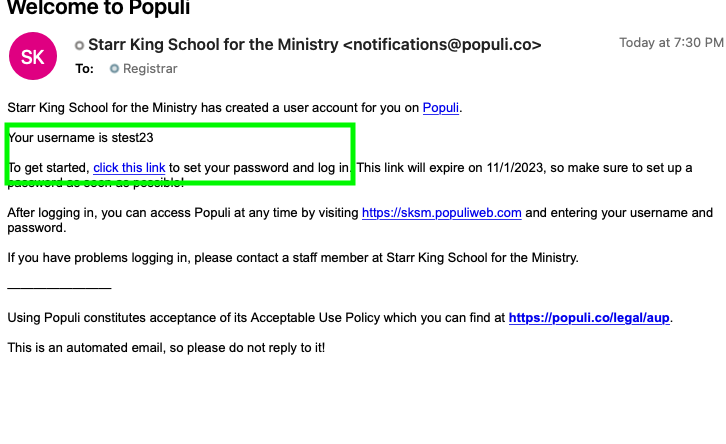 Welcome to Populi
SK
Starr King School for the Ministry <notifications@populi.co>
Today at 7:30 PM
To: Registrar
Starr King School for the Ministry has created a user account for you on Populi.
Your username is stest23
To get started, click this link to set your password and log in. This link will expire on 11/1/2023, so make sure to set up a
password as soon as possible!
After logging in, you can access Populi at any time by visiting https://sksm.populiweb.com and entering your username and
password.
If you have problems logging in, please contact a staff member at Starr King School for the Ministry.
________________
Using Populi constitutes acceptance of its Acceptable Use Policy which you can find at https://populi.co/legal/aup.
This is an automated email, so please do not reply to it!